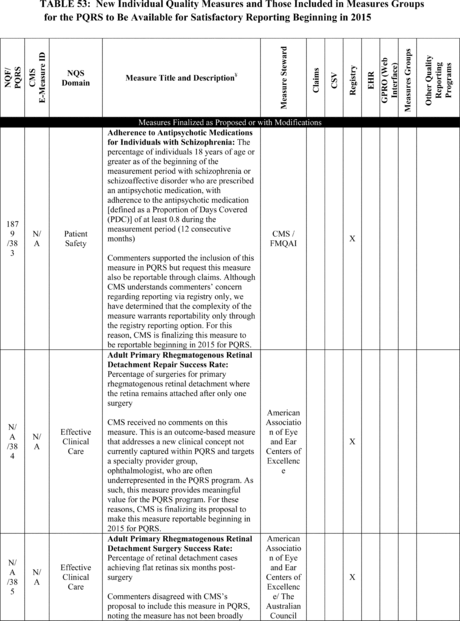 TABLE 53: New Individual Quality Measures and Those Included in Measures Groups
for the PQRS to Be Available for Satisfactory Reporting Beginning in 2015
NQF/
PQRS
CMS
E-Measure ID
NQS
Domain
Measure Title and Description¥
Measure Steward
Claims
CSV
Registry
EHR
GPRO (Web
Interface)
Measures Groups
Other Quality
Reporting
Programs
Measures Finalized as Proposed or with Modifications
187
9
/38
3
N/
A
Patient
Safety
Adherence to Antipsychotic Medications
for Individuals with Schizophrenia: The
percentage of individuals 18 years of age or
greater as of the beginning of the
measurement period with schizophrenia or
schizoaffective disorder who are prescribed
an antipsychotic medication, with
adherence to the antipsychotic medication
[defined as a Proportion of Days Covered
(PDC)] of at least 0.8 during the
measurement period (12 consecutive
months)
Commenters supported the inclusion of this
measure in PQRS but request this measure
also be reportable through claims. Although
CMS understands commenters' concern
regarding reporting via registry only, we
have determined that the complexity of the
measure warrants reportability only through
the registry reporting option. For this
reason, CMS is finalizing this measure to
be reportable beginning in 2015 for PQRS.
CMS /
FMQAI
X
N/
A
/38
4
N/
A
Effective
Clinical
Care
Adult Primary Rhegmatogenous Retinal
Detachment Repair Success Rate:
Percentage of surgeries for primary
rhegmatogenous retinal detachment where
the retina remains attached after only one
surgery
CMS received no comments on this
measure. This is an outcome-based measure
that addresses a new clinical concept not
currently captured within PQRS and targets
a specialty provider group,
ophthalmologist, who are often
underrepresented in the PQRS program. As
such, this measure provides meaningful
value for the PQRS program. For these
reasons, CMS is finalizing its proposal to
make this measure reportable beginning in
2015 for PQRS.
American
Associatio
n of Eye
and Ear
Centers of
Excellenc
e
X
N/
A
/38
5
N/
A
Effective
Clinical
Care
Adult Primary Rhegmatogenous Retinal
Detachment Surgery Success Rate:
Percentage of retinal detachment cases
achieving flat retinas six months post-
surgery
Commenters disagreed with CMS's
proposal to include this measure in PQRS,
noting the measure has not been broadly
American
Associatio
n of Eye
and Ear
Centers of
Excellenc
e/ The
Australian
Council
X